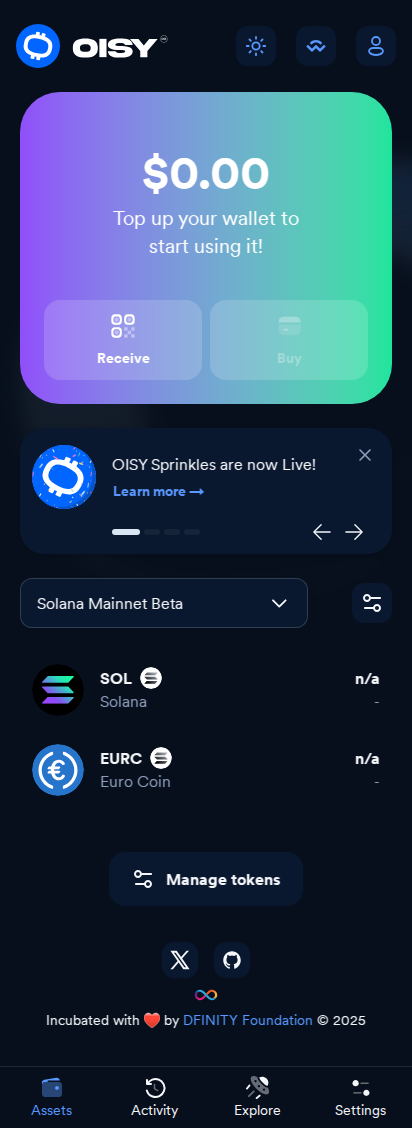 OISY
$0.00
Top up your wallet to
start using it!
Receive
Buy
OISY Sprinkles are now Live!
Learn more →
Solana Mainnet Beta
SOL
n/a
Solana
-
EURC
n/a
Euro Coin
-
Manage tokens
Incubated with ❤️ by DFINITY Foundation © 2025
Assets
Activity
Explore
Settings